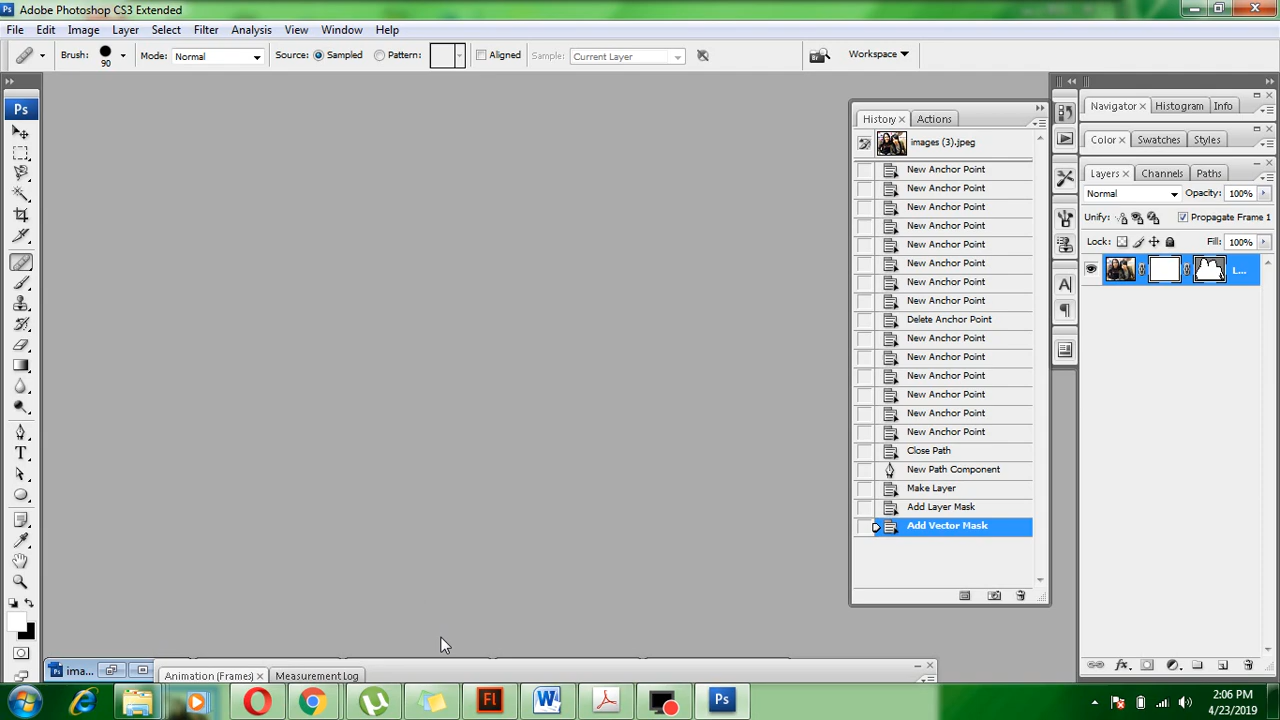 Adobe Photoshop CS3 Extended
File Edit Image Layer Select Filter Analysis View Window Help
Brush: 90 Mode: Normal Source: Sampled Pattern: Aligned Sample: Current Layer Workspace
Ps
History Actions
images (3).jpeg
New Anchor Point
New Anchor Point
New Anchor Point
New Anchor Point
New Anchor Point
New Anchor Point
New Anchor Point
New Anchor Point
Delete Anchor Point
New Anchor Point
New Anchor Point
New Anchor Point
New Anchor Point
New Anchor Point
New Anchor Point
Close Path
New Path Component
Make Layer
Add Layer Mask
Add Vector Mask
Navigator Histogram Info
Color Swatches Styles
Layers Channels Paths
Normal Opacity: 100%
Unify: Propagate Frame 1
Lock: Fill: 100%
L...
Ps ima...
Animation (Frames) Measurement Log
Fl W Ps
2:06 PM
4/23/2019